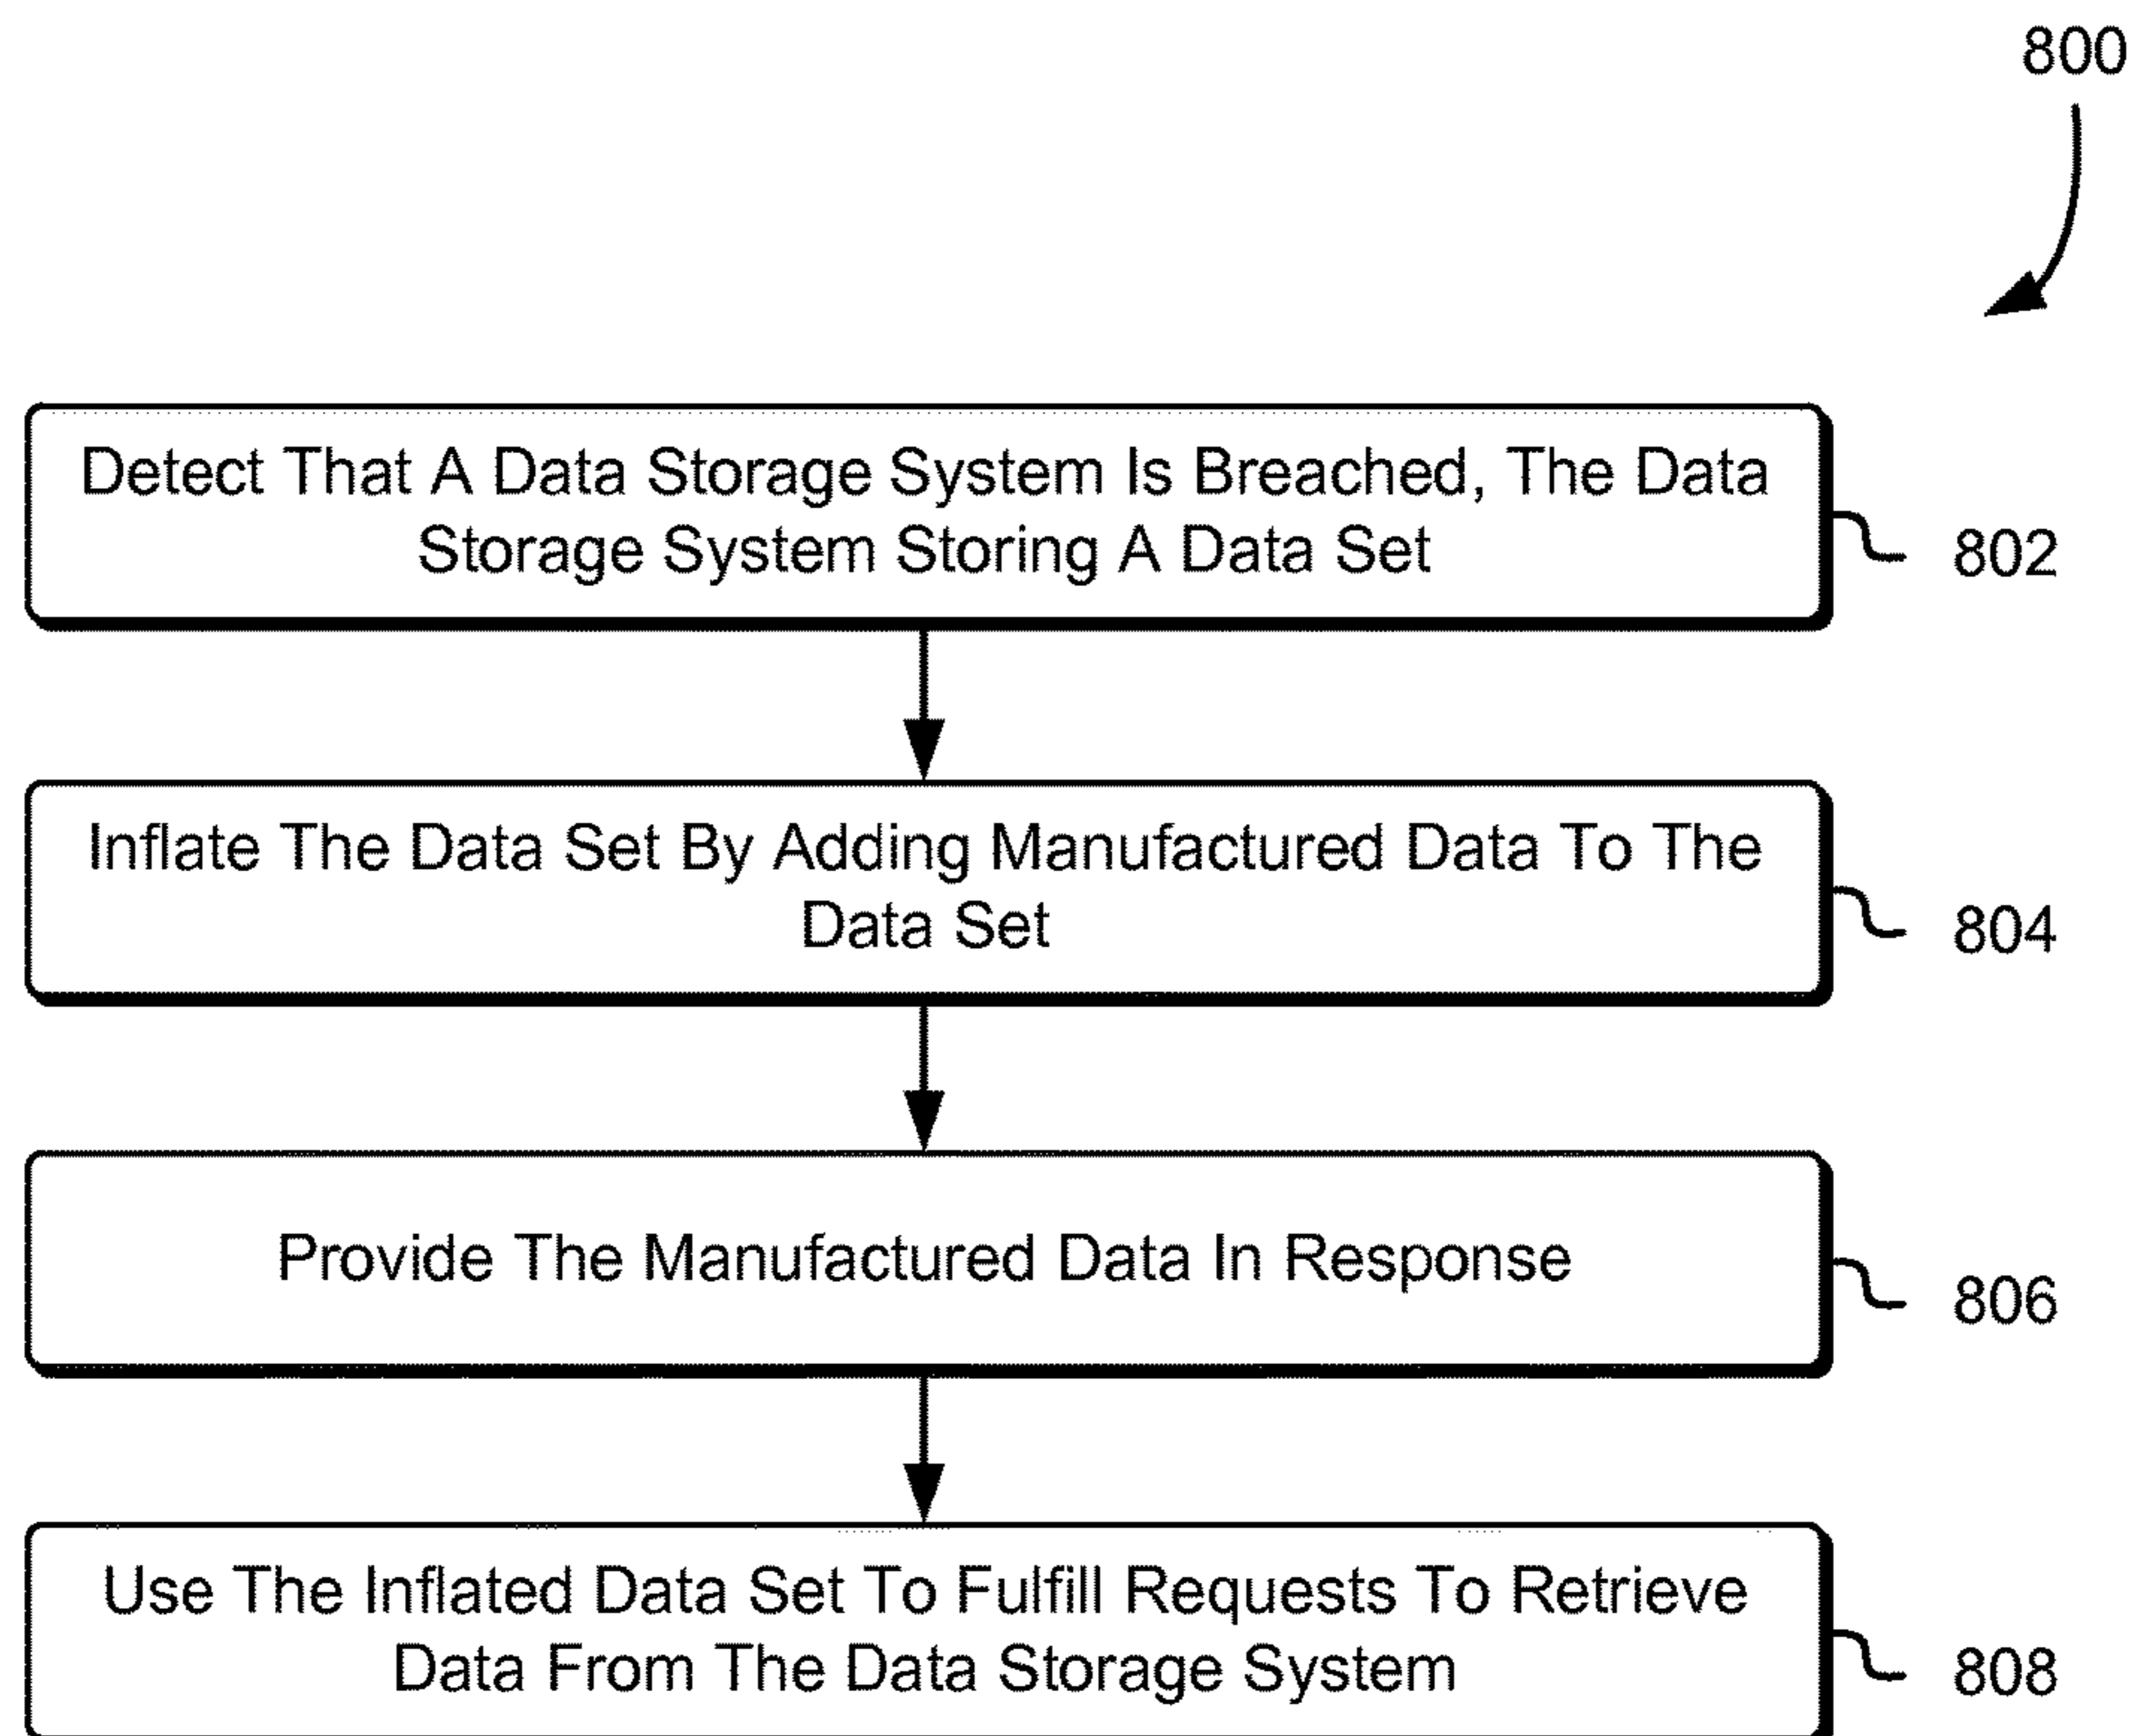 800
Detect That A Data Storage System Is Breached, The Data
Storage System Storing A Data Set
802
Inflate The Data Set By Adding Manufactured Data To The
Data Set
804
Provide The Manufactured Data In Response
806
Use The Inflated Data Set To Fulfill Requests To Retrieve
Data From The Data Storage System
808